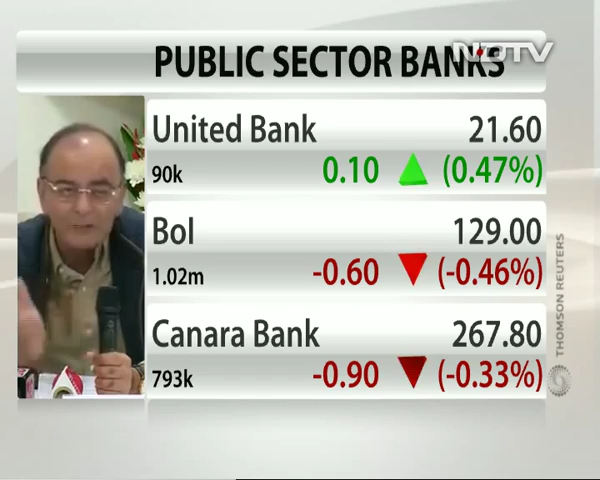 NDTV
PUBLIC SECTOR BANKS
United Bank 21.60
90k 0.10 ▲ (0.47%)
BoI 129.00
1.02m -0.60 ▼ (-0.46%)
Canara Bank 267.80
793k -0.90 ▼ (-0.33%)
THOMSON REUTERS